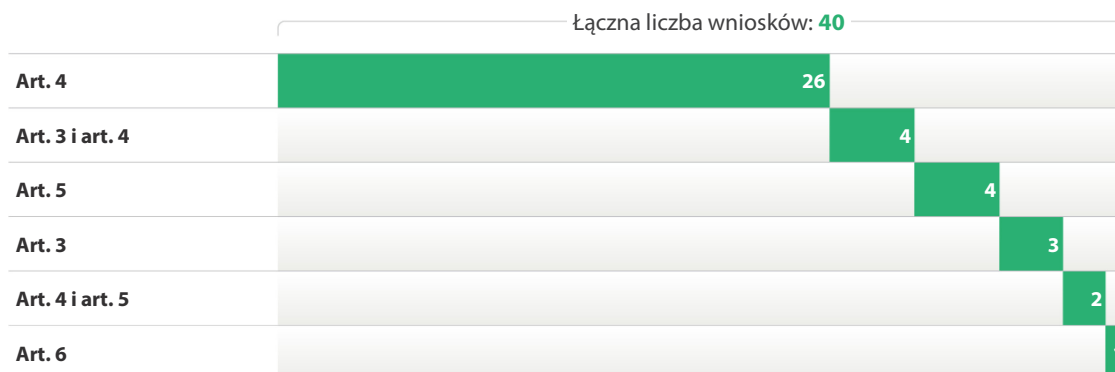 Łączna liczba wniosków: 40
Art. 4 26
Art. 3 i art. 4 4
Art. 5 4
Art. 3 3
Art. 4 i art. 5 2
Art. 6